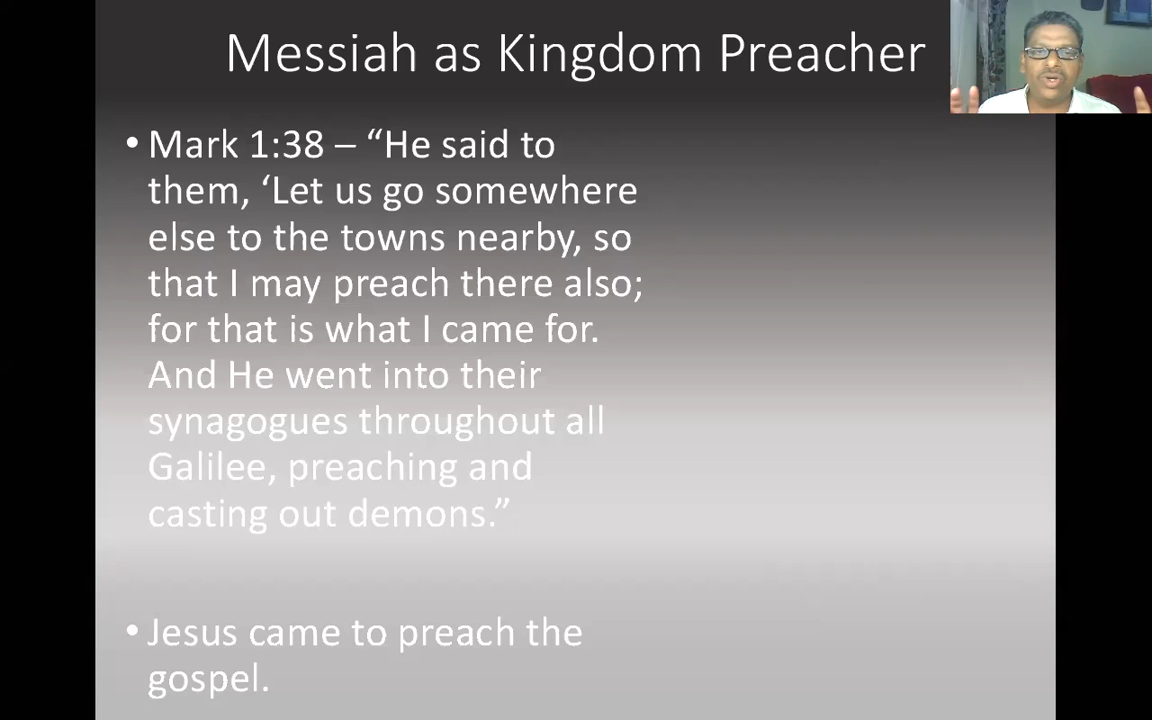 Messiah as Kingdom Preacher
• Mark 1:38 – “He said to
them, ‘Let us go somewhere
else to the towns nearby, so
that I may preach there also;
for that is what I came for.
And He went into their
synagogues throughout all
Galilee, preaching and
casting out demons.”
• Jesus came to preach the
gospel.